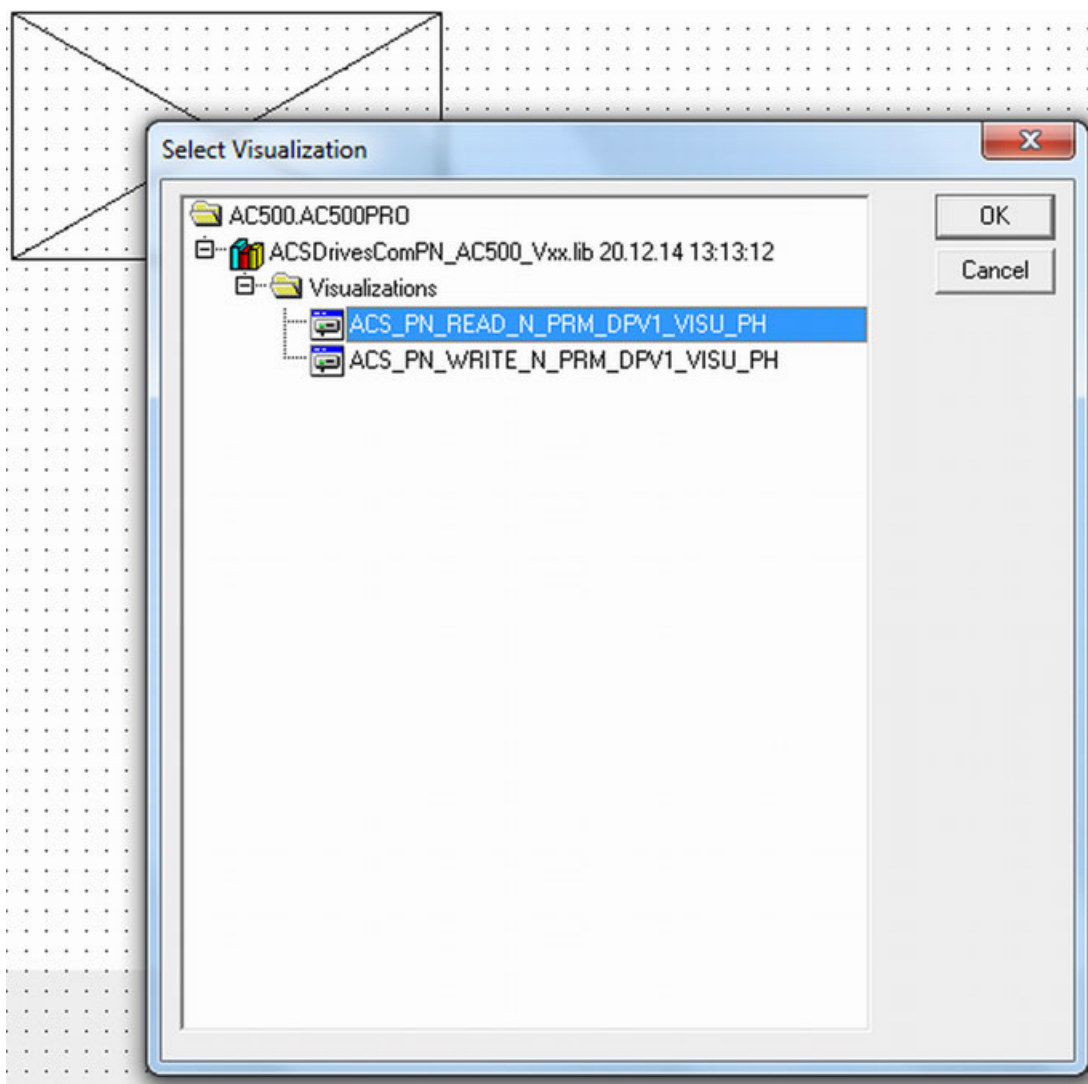 Select Visualization
AC500.AC500PRO
ACSDrivesComPN_AC500_Vxx.lib 20.12.14 13:13:12
Visualizations
ACS_PN_READ_N_PRM_DPV1_VISU_PH
ACS_PN_WRITE_N_PRM_DPV1_VISU_PH
OK
Cancel